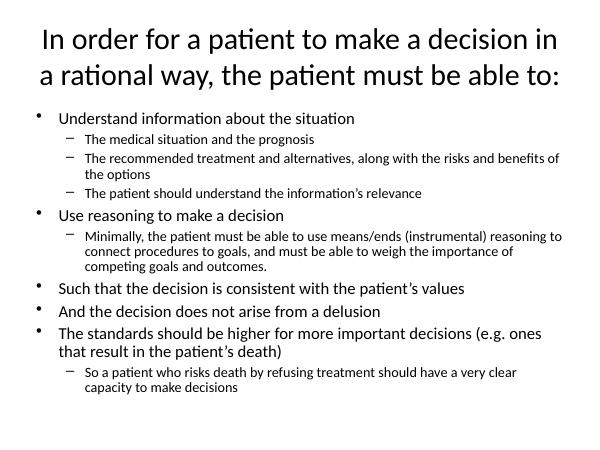 In order for a patient to make a decision in
a rational way, the patient must be able to:
• Understand information about the situation
– The medical situation and the prognosis
– The recommended treatment and alternatives, along with the risks and benefits of
the options
– The patient should understand the information’s relevance
• Use reasoning to make a decision
– Minimally, the patient must be able to use means/ends (instrumental) reasoning to
connect procedures to goals, and must be able to weigh the importance of
competing goals and outcomes.
• Such that the decision is consistent with the patient’s values
• And the decision does not arise from a delusion
• The standards should be higher for more important decisions (e.g. ones
that result in the patient’s death)
– So a patient who risks death by refusing treatment should have a very clear
capacity to make decisions